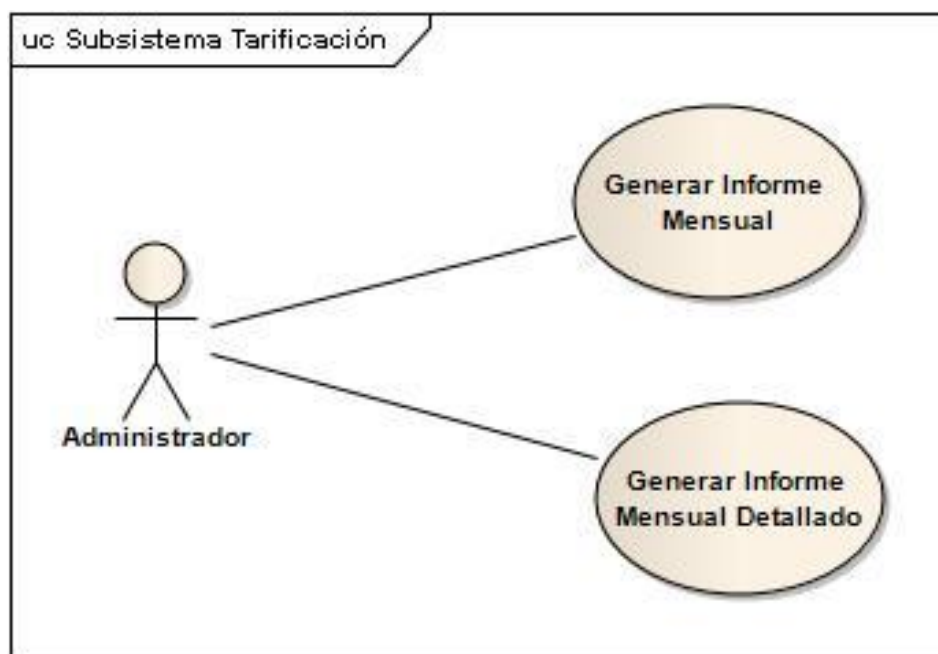 uc Subsistema Tarificación
Generar Informe
Mensual
Administrador
Generar Informe
Mensual Detallado